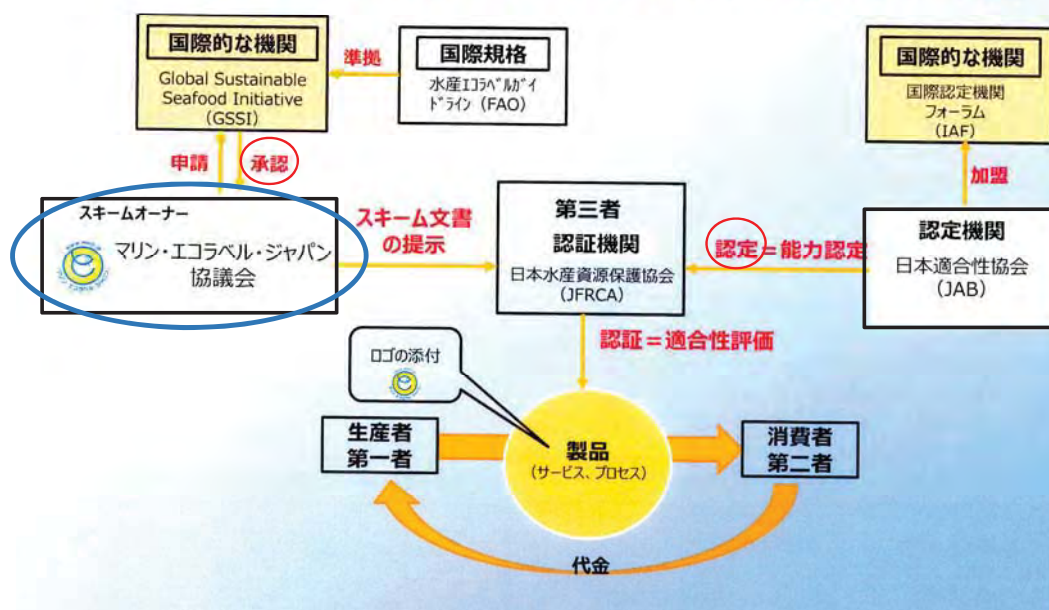 国際的な機関
Global Sustainable
Seafood Initiative
(GSSI)
準拠
国際規格
水産ｴｺﾗﾍﾞﾙｶﾞｲ
ﾄﾞﾗｲﾝ (FAO)
国際的な機関
国際認定機関
フォーラム
(IAF)
申請
承認
加盟
スキームオーナー
マリン・エコラベル・ジャパン
協議会
スキーム文書
の提示
第三者
認証機関
日本水産資源保護協会
(JFRCA)
認定＝能力認定
認定機関
日本適合性協会
(JAB)
認証＝適合性評価
ロゴの添付
生産者
第一者
製品
(サービス、プロセス)
消費者
第二者
代金